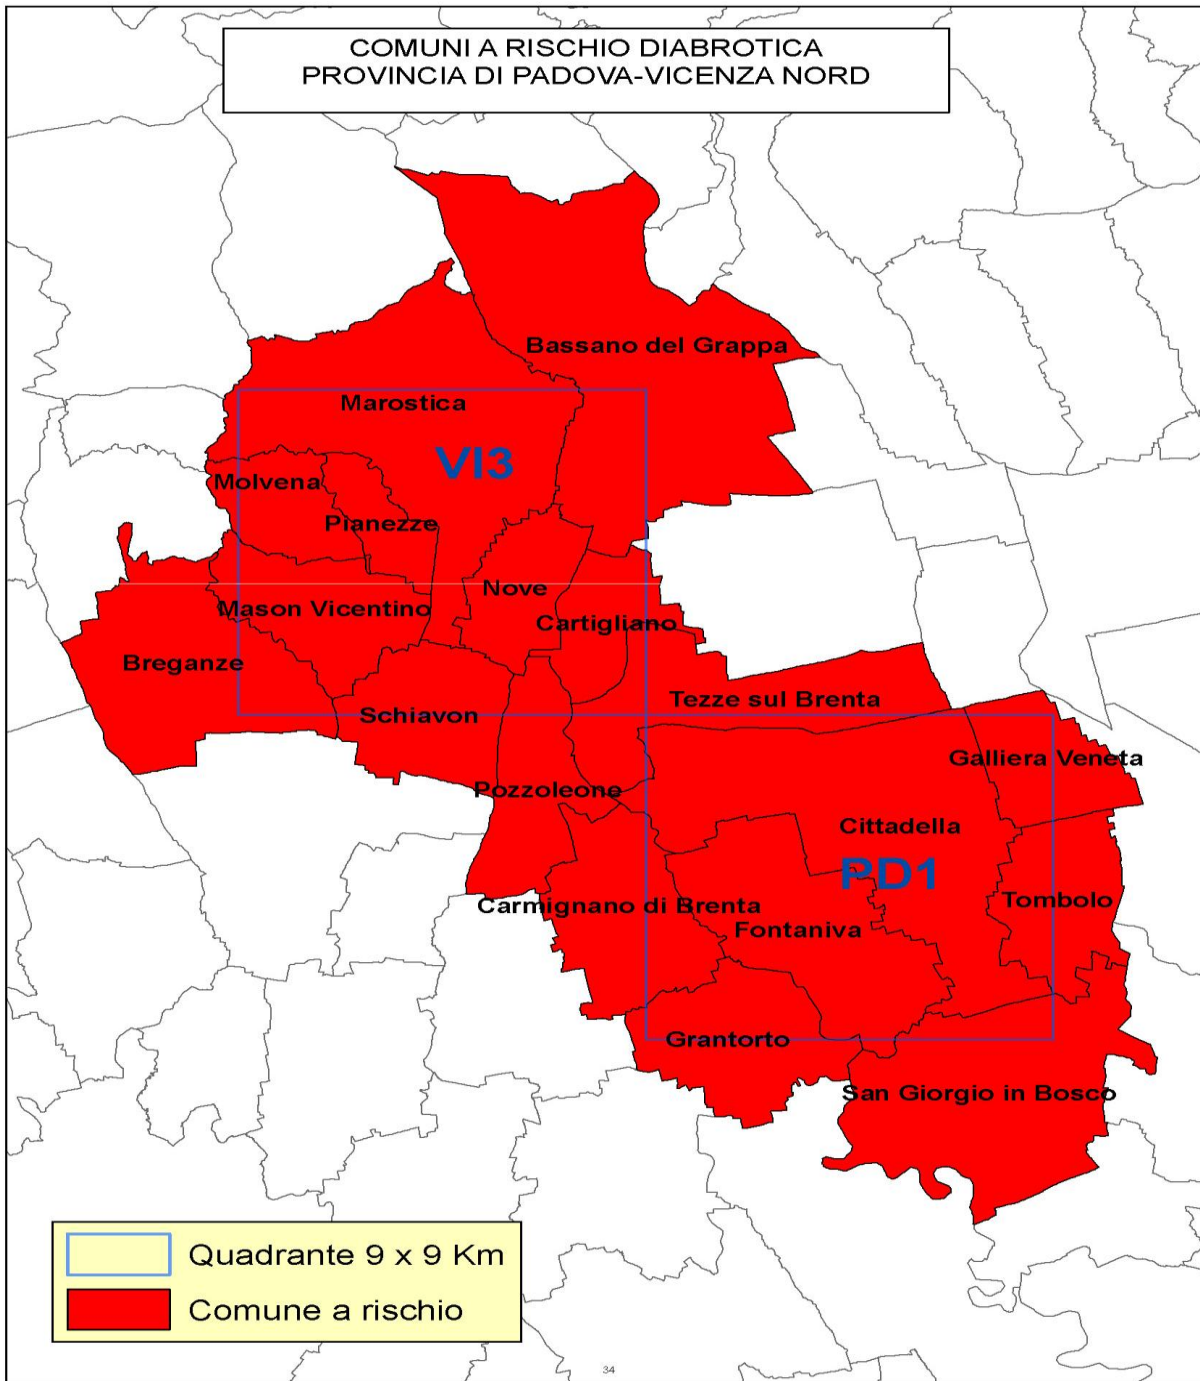 COMUNI A RISCHIO DIABROTICA
PROVINCIA DI PADOVA-VICENZA NORD
Bassano del Grappa
Marostica
VI3
Molvena
Pianezze
Nove
Mason Vicentino
Cartigliano
Breganze
Tezze sul Brenta
Schiavon
Galliera Veneta
Pozzoleone
Cittadella
PD1
Tombolo
Carmignano di Brenta
Fontaniva
Grantorto
San Giorgio in Bosco
Quadrante 9 x 9 Km
Comune a rischio
34